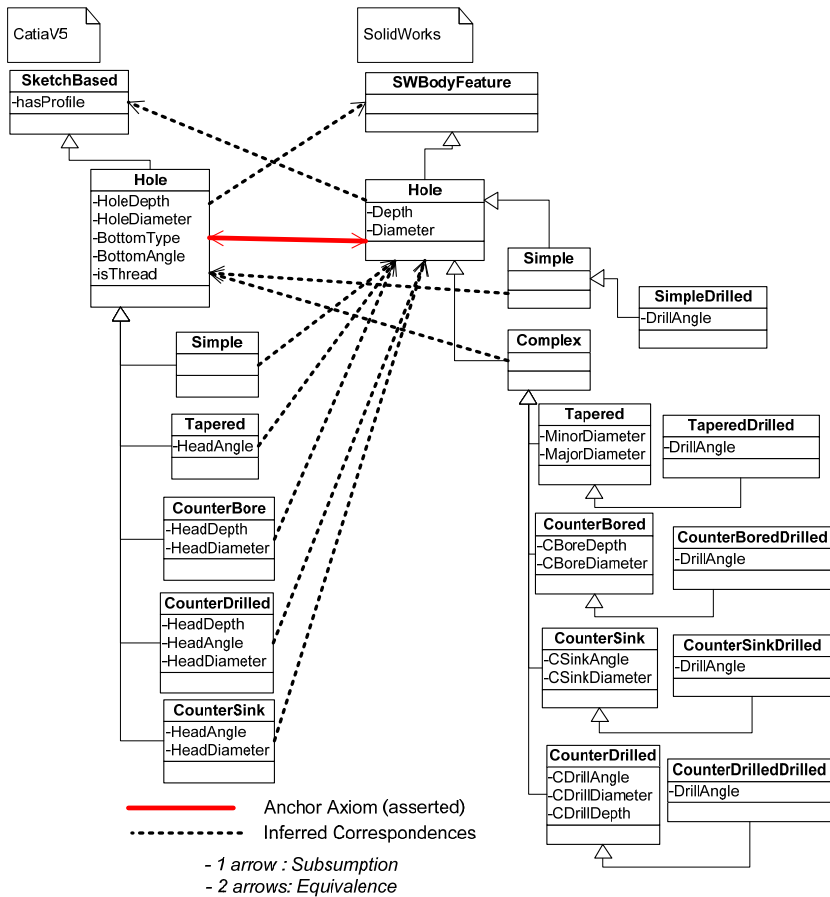 CatiaV5
SolidWorks
SketchBased
-hasProfile
SWBodyFeature
Hole
-HoleDepth
-HoleDiameter
-BottomType
-BottomAngle
-isThread
Hole
-Depth
-Diameter
Simple
SimpleDrilled
-DrillAngle
Complex
Simple
Tapered
-HeadAngle
CounterBore
-HeadDepth
-HeadDiameter
CounterDrilled
-HeadDepth
-HeadAngle
-HeadDiameter
CounterSink
-HeadAngle
-HeadDiameter
Tapered
-MinorDiameter
-MajorDiameter
TaperedDrilled
-DrillAngle
CounterBored
-CBoreDepth
-CBoreDiameter
CounterBoredDrilled
-DrillAngle
CounterSink
-CSinkAngle
-CSinkDiameter
CounterSinkDrilled
-DrillAngle
CounterDrilled
-CDrillAngle
-CDrillDiameter
-CDrillDepth
CounterDrilledDrilled
-DrillAngle
Anchor Axiom (asserted)
Inferred Correspondences
- 1 arrow : Subsumption
- 2 arrows: Equivalence